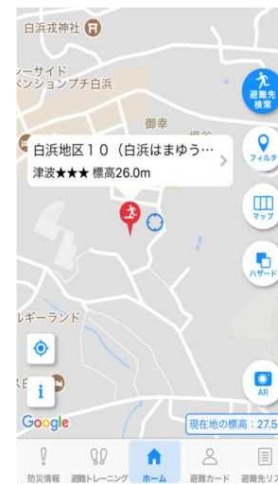 白浜戎神社
避難先
検索
シーサイド
ペンションプチ白浜
御幸
フィルタ
白浜地区１０（白浜はまゆう…
津波★★★ 標高26.0m
マップ
ハザード
ルギーランド
AR
i
Google
現在地の標高：27.5
防災情報
避難トレーニング
ホーム
避難カード
避難先リ